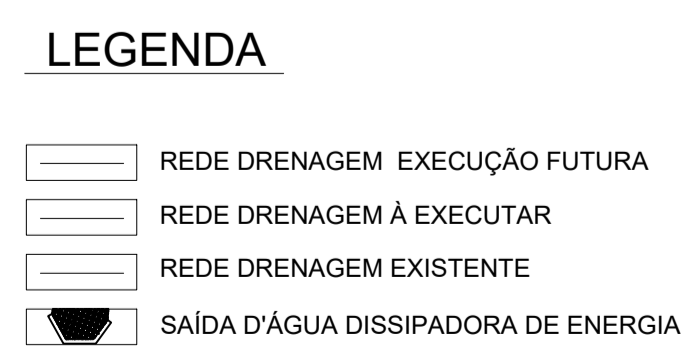 LEGENDA
REDE DRENAGEM EXECUÇÃO FUTURA
REDE DRENAGEM À EXECUTAR
REDE DRENAGEM EXISTENTE
SAÍDA D'ÁGUA DISSIPADORA DE ENERGIA